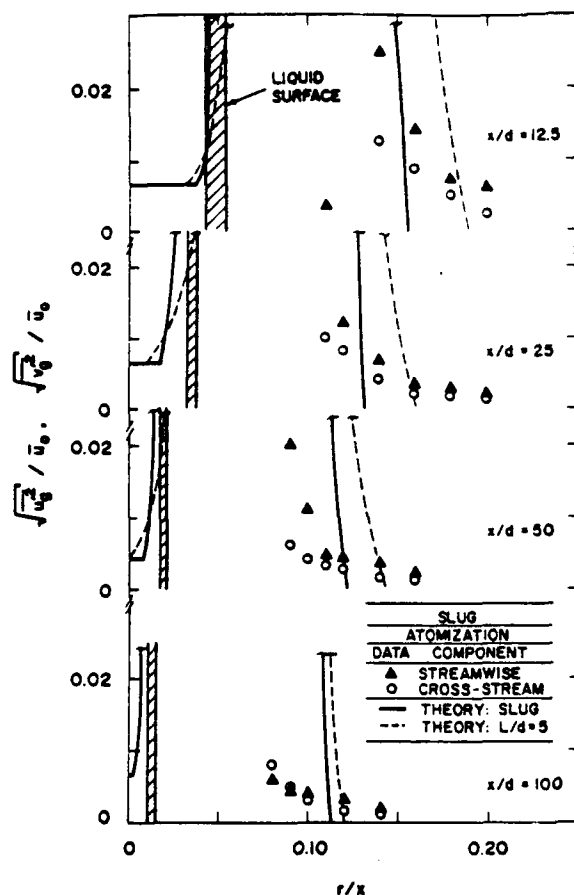 0.02
LIQUID
SURFACE
x/d = 12.5
0
0.02
x/d = 25
0
0.02
x/d = 50
0
SLUG
ATOMIZATION
DATA COMPONENT
▲ STREAMWISE
○ CROSS-STREAM
— THEORY: SLUG
--- THEORY: L/d=5
0.02
x/d = 100
0
0 0.10 0.20
r/x